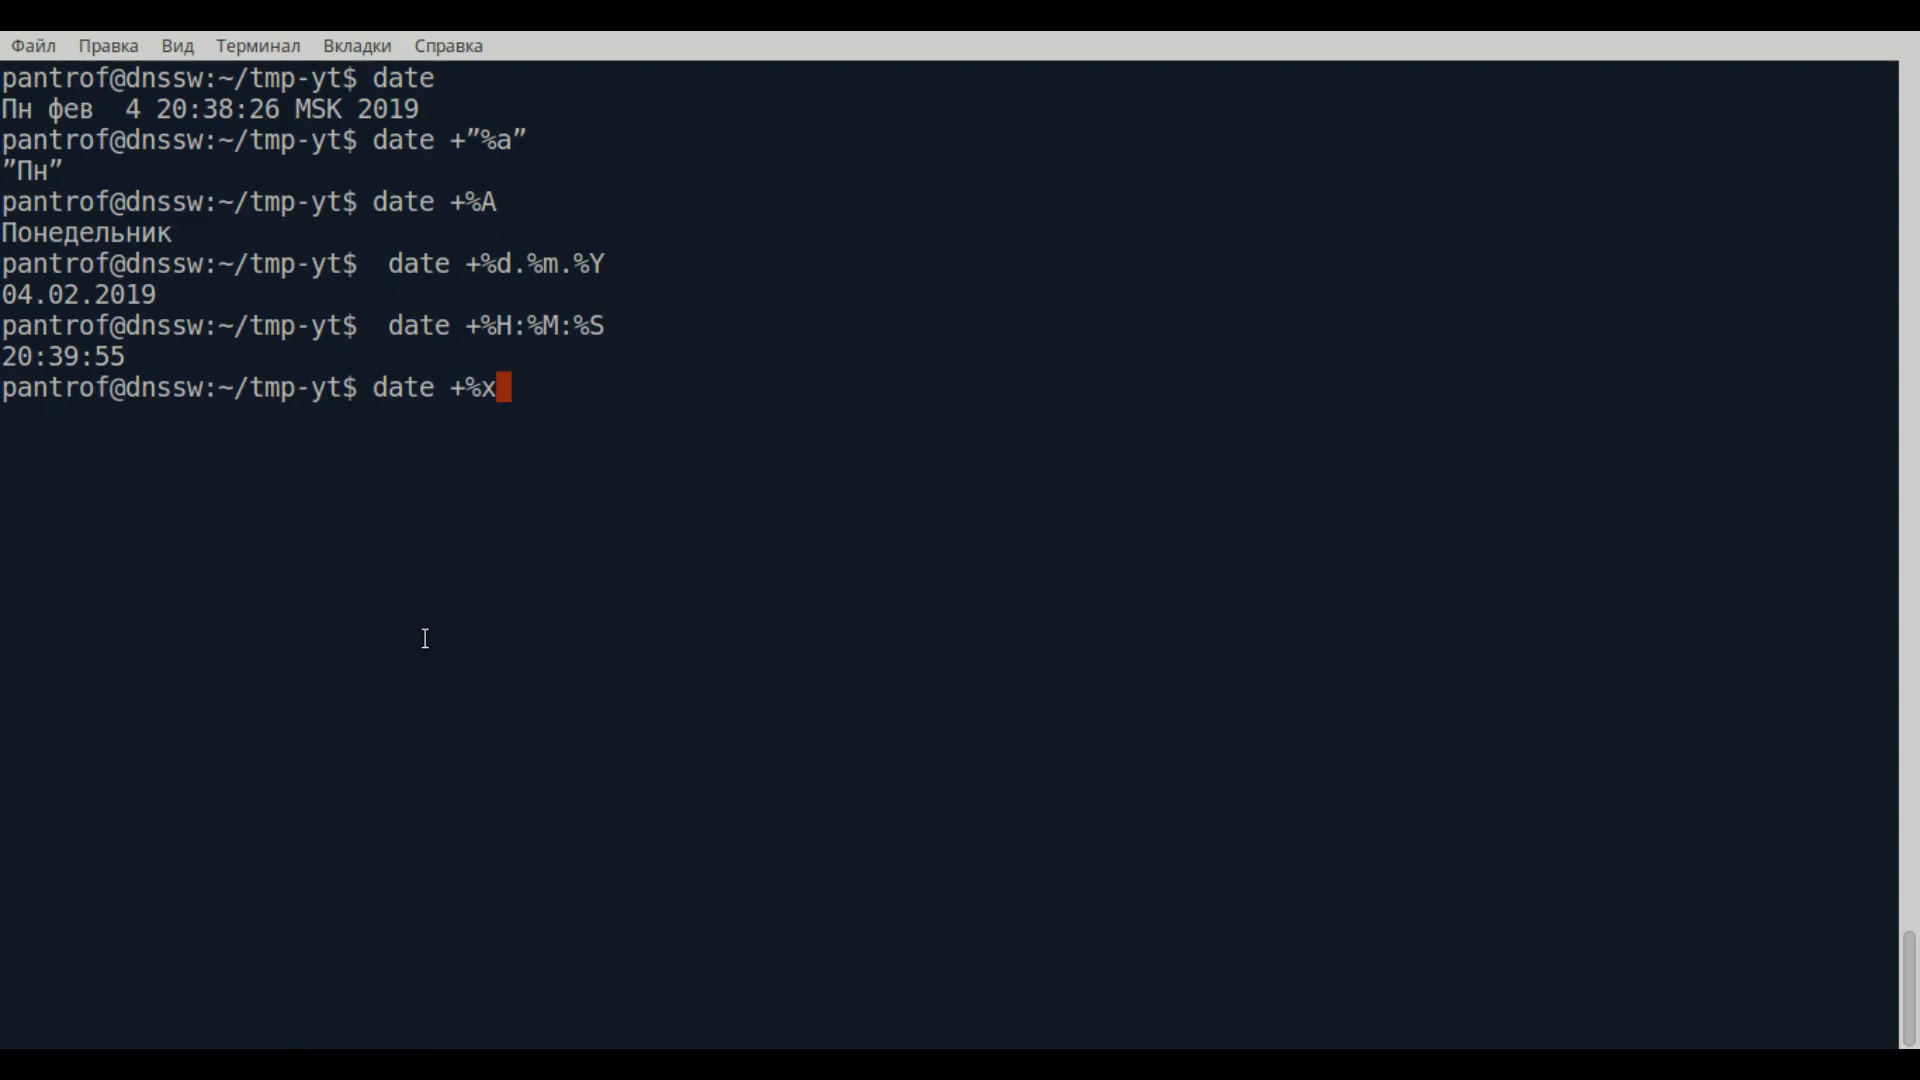 Файл Правка Вид Терминал Вкладки Справка
pantrof@dnssw:~/tmp-yt$ date
Пн фев  4 20:38:26 MSK 2019
pantrof@dnssw:~/tmp-yt$ date +”%a”
”Пн”
pantrof@dnssw:~/tmp-yt$ date +%A
Понедельник
pantrof@dnssw:~/tmp-yt$  date +%d.%m.%Y
04.02.2019
pantrof@dnssw:~/tmp-yt$  date +%H:%M:%S
20:39:55
pantrof@dnssw:~/tmp-yt$ date +%x